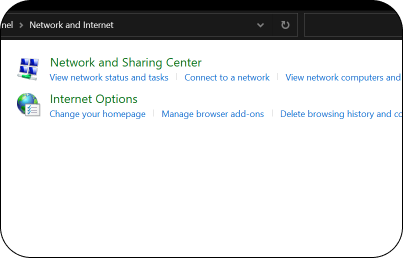 nel > Network and Internet
Network and Sharing Center
View network status and tasks | Connect to a network | View network computers and
Internet Options
Change your homepage | Manage browser add-ons | Delete browsing history and co